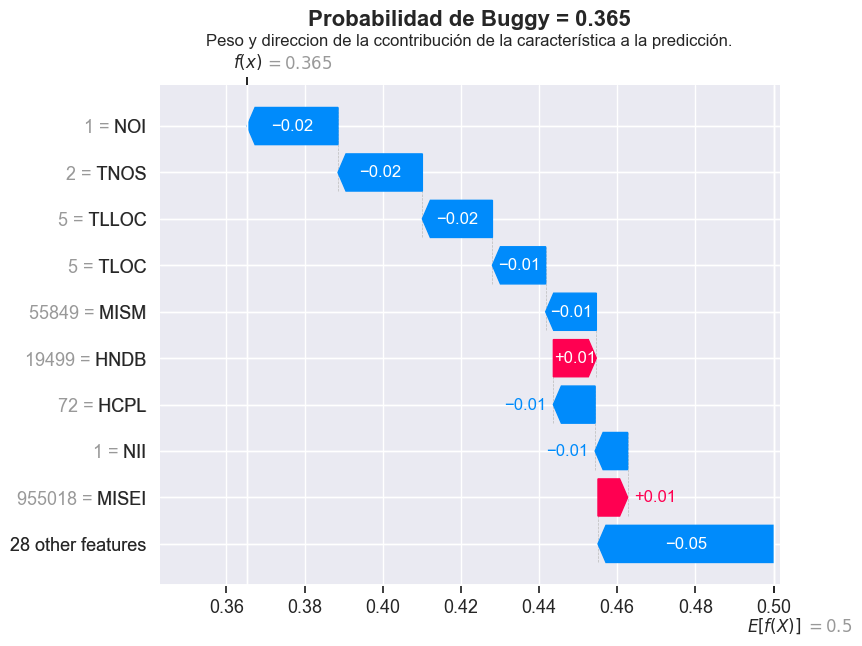 Probabilidad de Buggy = 0.365
Peso y direccion de la ccontribución de la característica a la predicción.
f(x) = 0.365
1 = NOI
−0.02
2 = TNOS
−0.02
5 = TLLOC
−0.02
5 = TLOC
−0.01
55849 = MISM
−0.01
19499 = HNDB
+0.01
72 = HCPL
−0.01
1 = NII
−0.01
955018 = MISEI
+0.01
28 other features
−0.05
0.36 0.38 0.40 0.42 0.44 0.46 0.48 0.50
E[f(X)] = 0.5